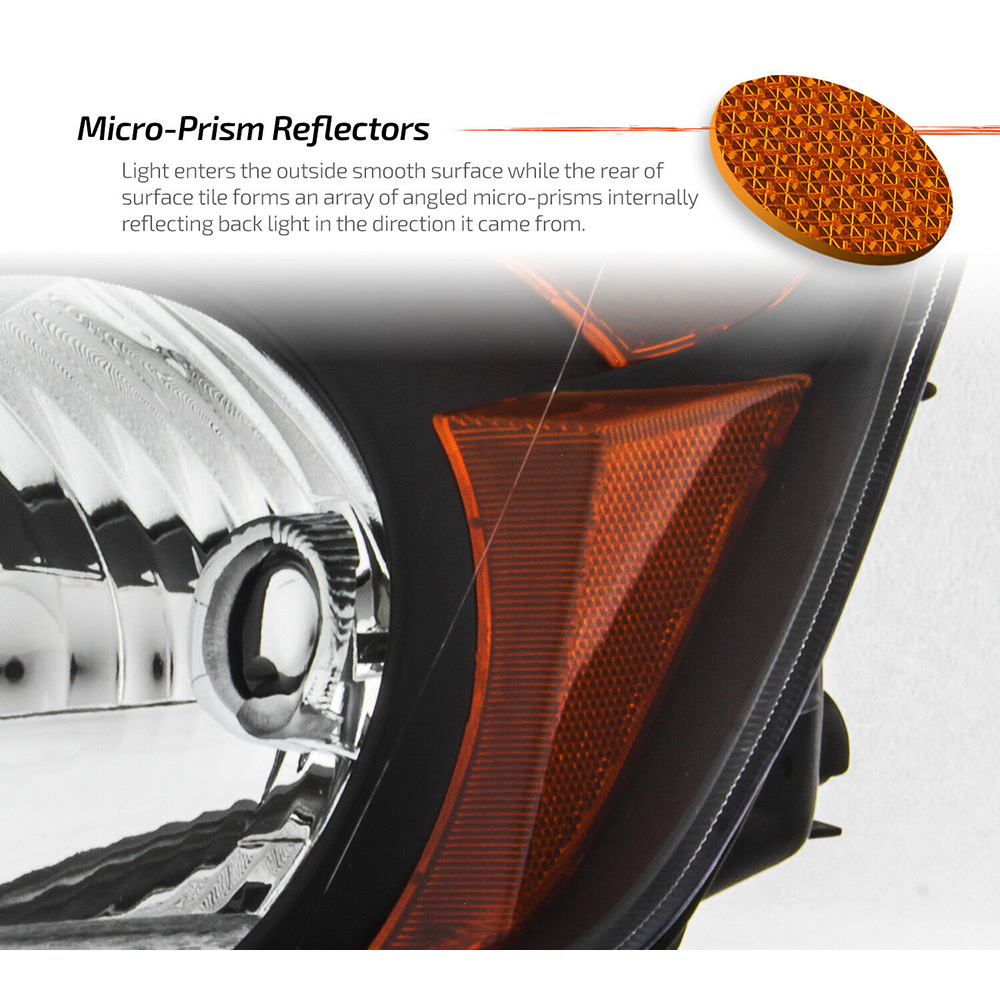 Micro-Prism Reflectors
Light enters the outside smooth surface while the rear of
surface tile forms an array of angled micro-prisms internally
reflecting back light in the direction it came from.